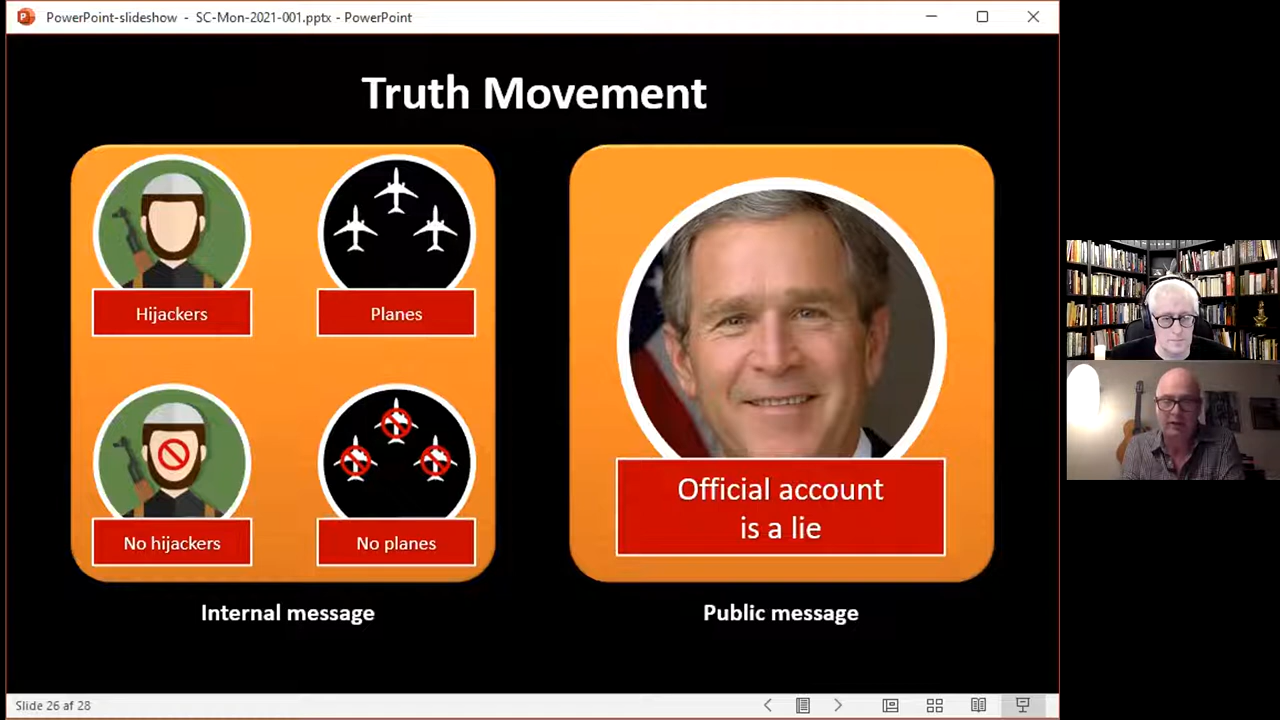 PowerPoint-slideshow - SC-Mon-2021-001.pptx - PowerPoint
Truth Movement
Hijackers
Planes
No hijackers
No planes
Official account
is a lie
Internal message
Public message
Slide 26 af 28